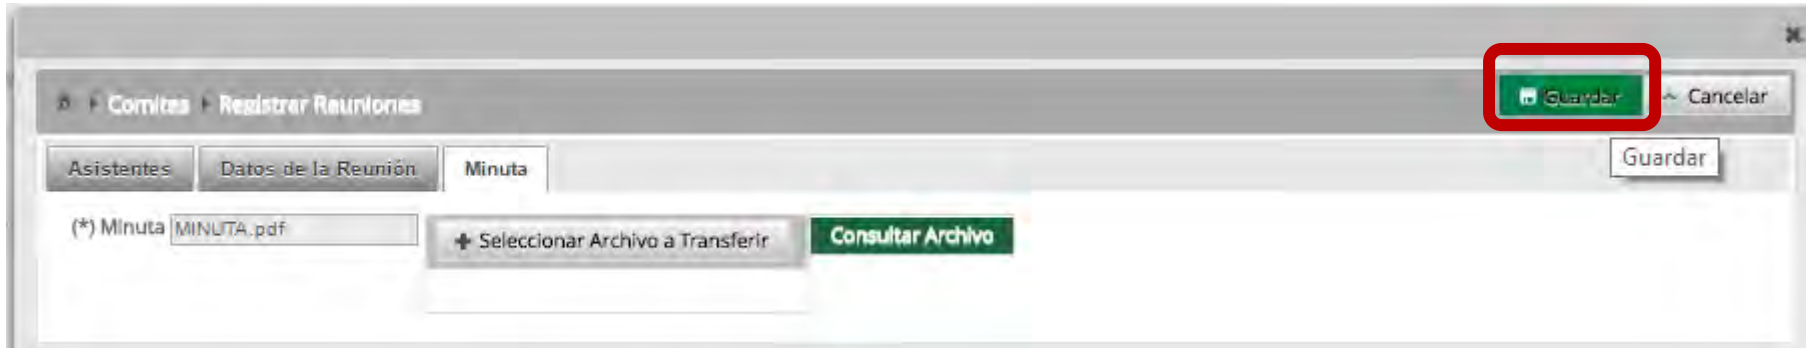 Comites Registrar Reuniones
Guardar Cancelar
Guardar
Asistentes Datos de la Reunión Minuta
(*) Minuta MINUTA.pdf + Seleccionar Archivo a Transferir Consultar Archivo